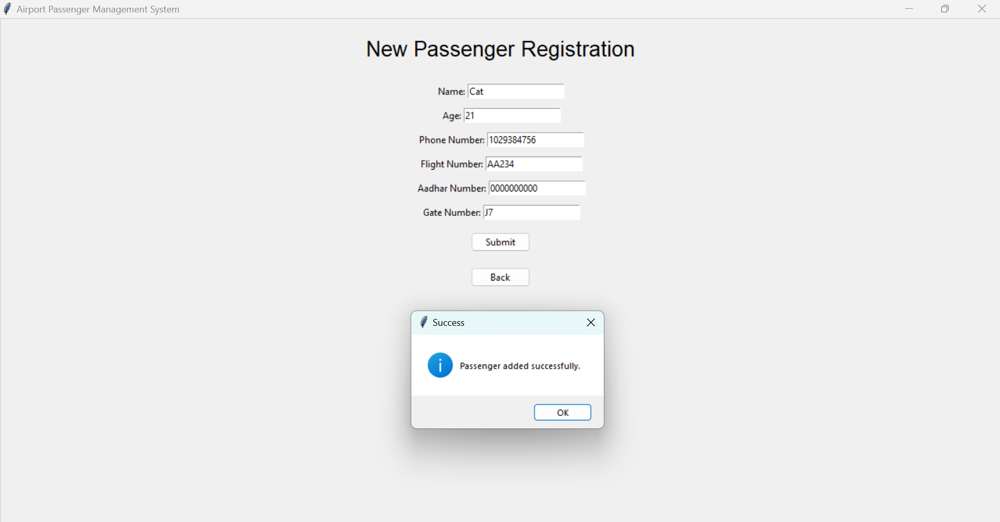 Airport Passenger Management System
New Passenger Registration
Name: Cat
Age: 21
Phone Number: 1029384756
Flight Number: AA234
Aadhar Number: 0000000000
Gate Number: J7
Submit
Back
Success
i Passenger added successfully.
OK